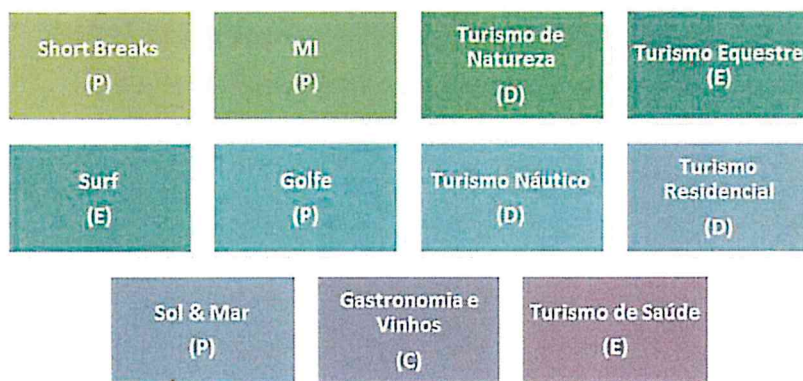 Short Breaks
(P)
MI
(P)
Turismo de
Natureza
(D)
Turismo Equestre
(E)
Surf
(E)
Golfe
(P)
Turismo Náutico
(D)
Turismo
Residencial
(D)
Sol & Mar
(P)
Gastronomia e
Vinhos
(C)
Turismo de Saúde
(E)